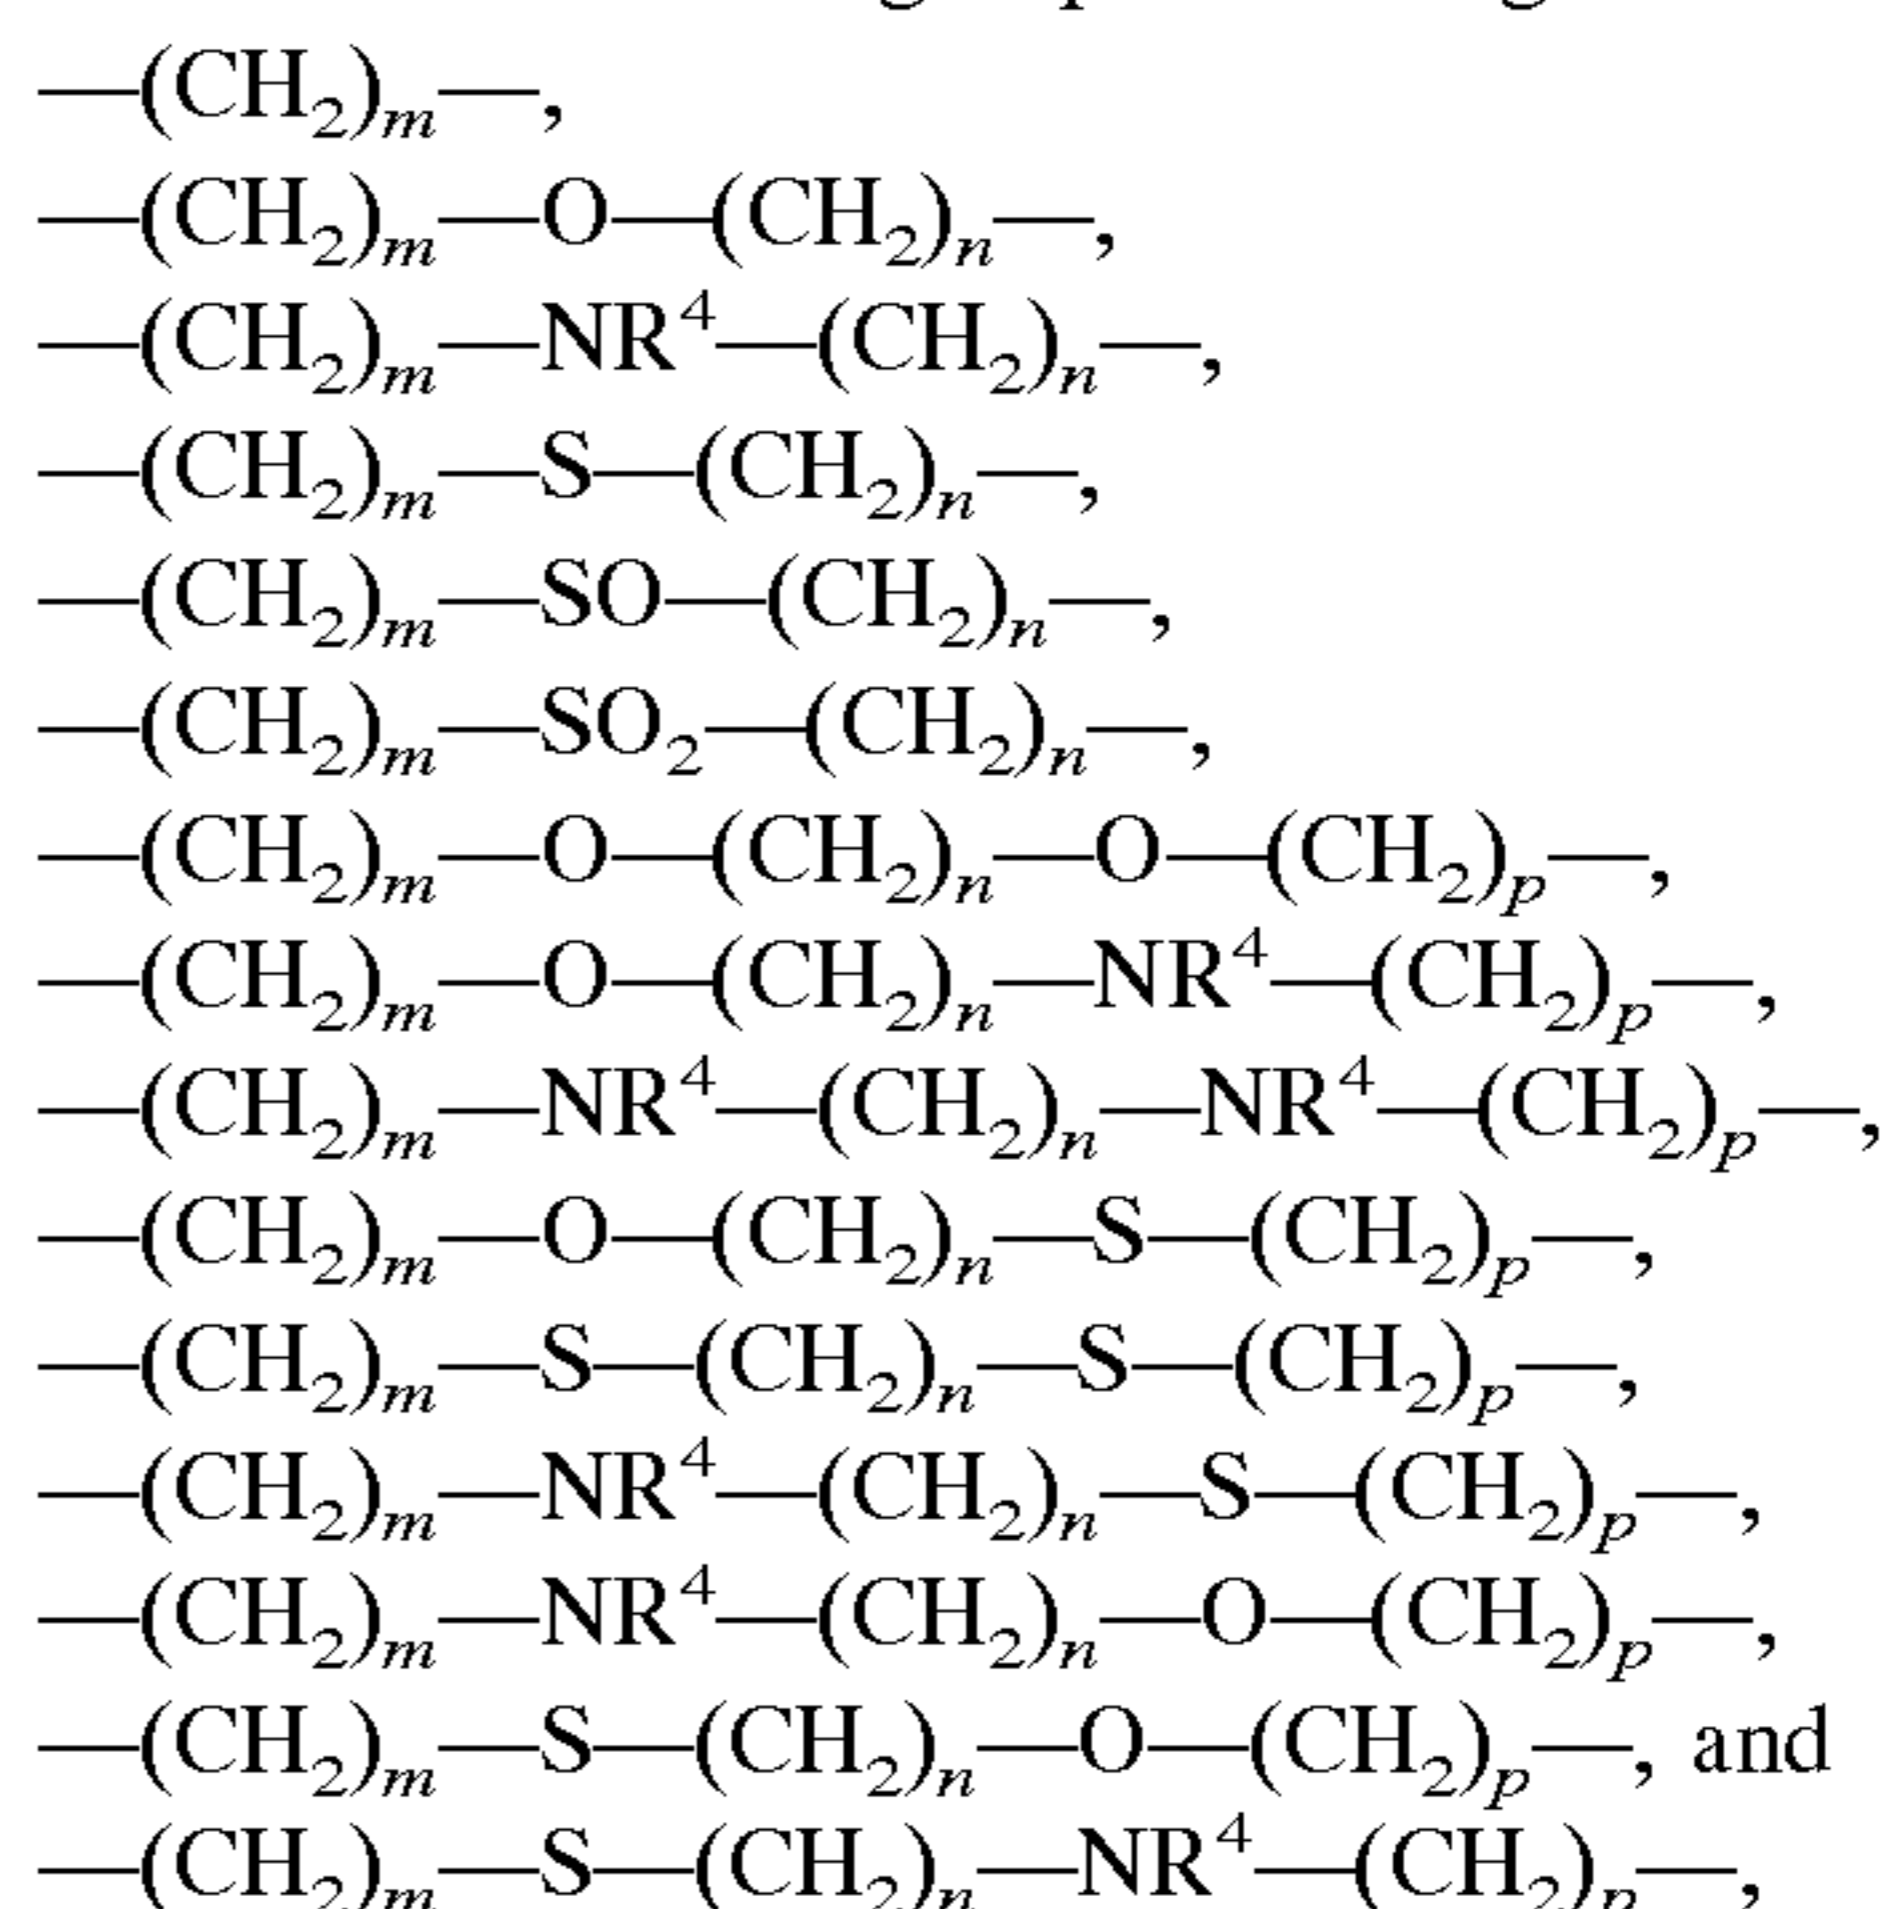 —(CH₂)ₘ—,
—(CH₂)ₘ—O—(CH₂)ₙ—,
—(CH₂)ₘ—NR⁴—(CH₂)ₙ—,
—(CH₂)ₘ—S—(CH₂)ₙ—,
—(CH₂)ₘ—SO—(CH₂)ₙ—,
—(CH₂)ₘ—SO₂—(CH₂)ₙ—,
—(CH₂)ₘ—O—(CH₂)ₙ—O—(CH₂)ₚ—,
—(CH₂)ₘ—O—(CH₂)ₙ—NR⁴—(CH₂)ₚ—,
—(CH₂)ₘ—NR⁴—(CH₂)ₙ—NR⁴—(CH₂)ₚ—,
—(CH₂)ₘ—O—(CH₂)ₙ—S—(CH₂)ₚ—,
—(CH₂)ₘ—S—(CH₂)ₙ—S—(CH₂)ₚ—,
—(CH₂)ₘ—NR⁴—(CH₂)ₙ—S—(CH₂)ₚ—,
—(CH₂)ₘ—NR⁴—(CH₂)ₙ—O—(CH₂)ₚ—,
—(CH₂)ₘ—S—(CH₂)ₙ—O—(CH₂)ₚ—, and
—(CH₂)ₘ—S—(CH₂)ₙ—NR⁴—(CH₂)ₚ—,